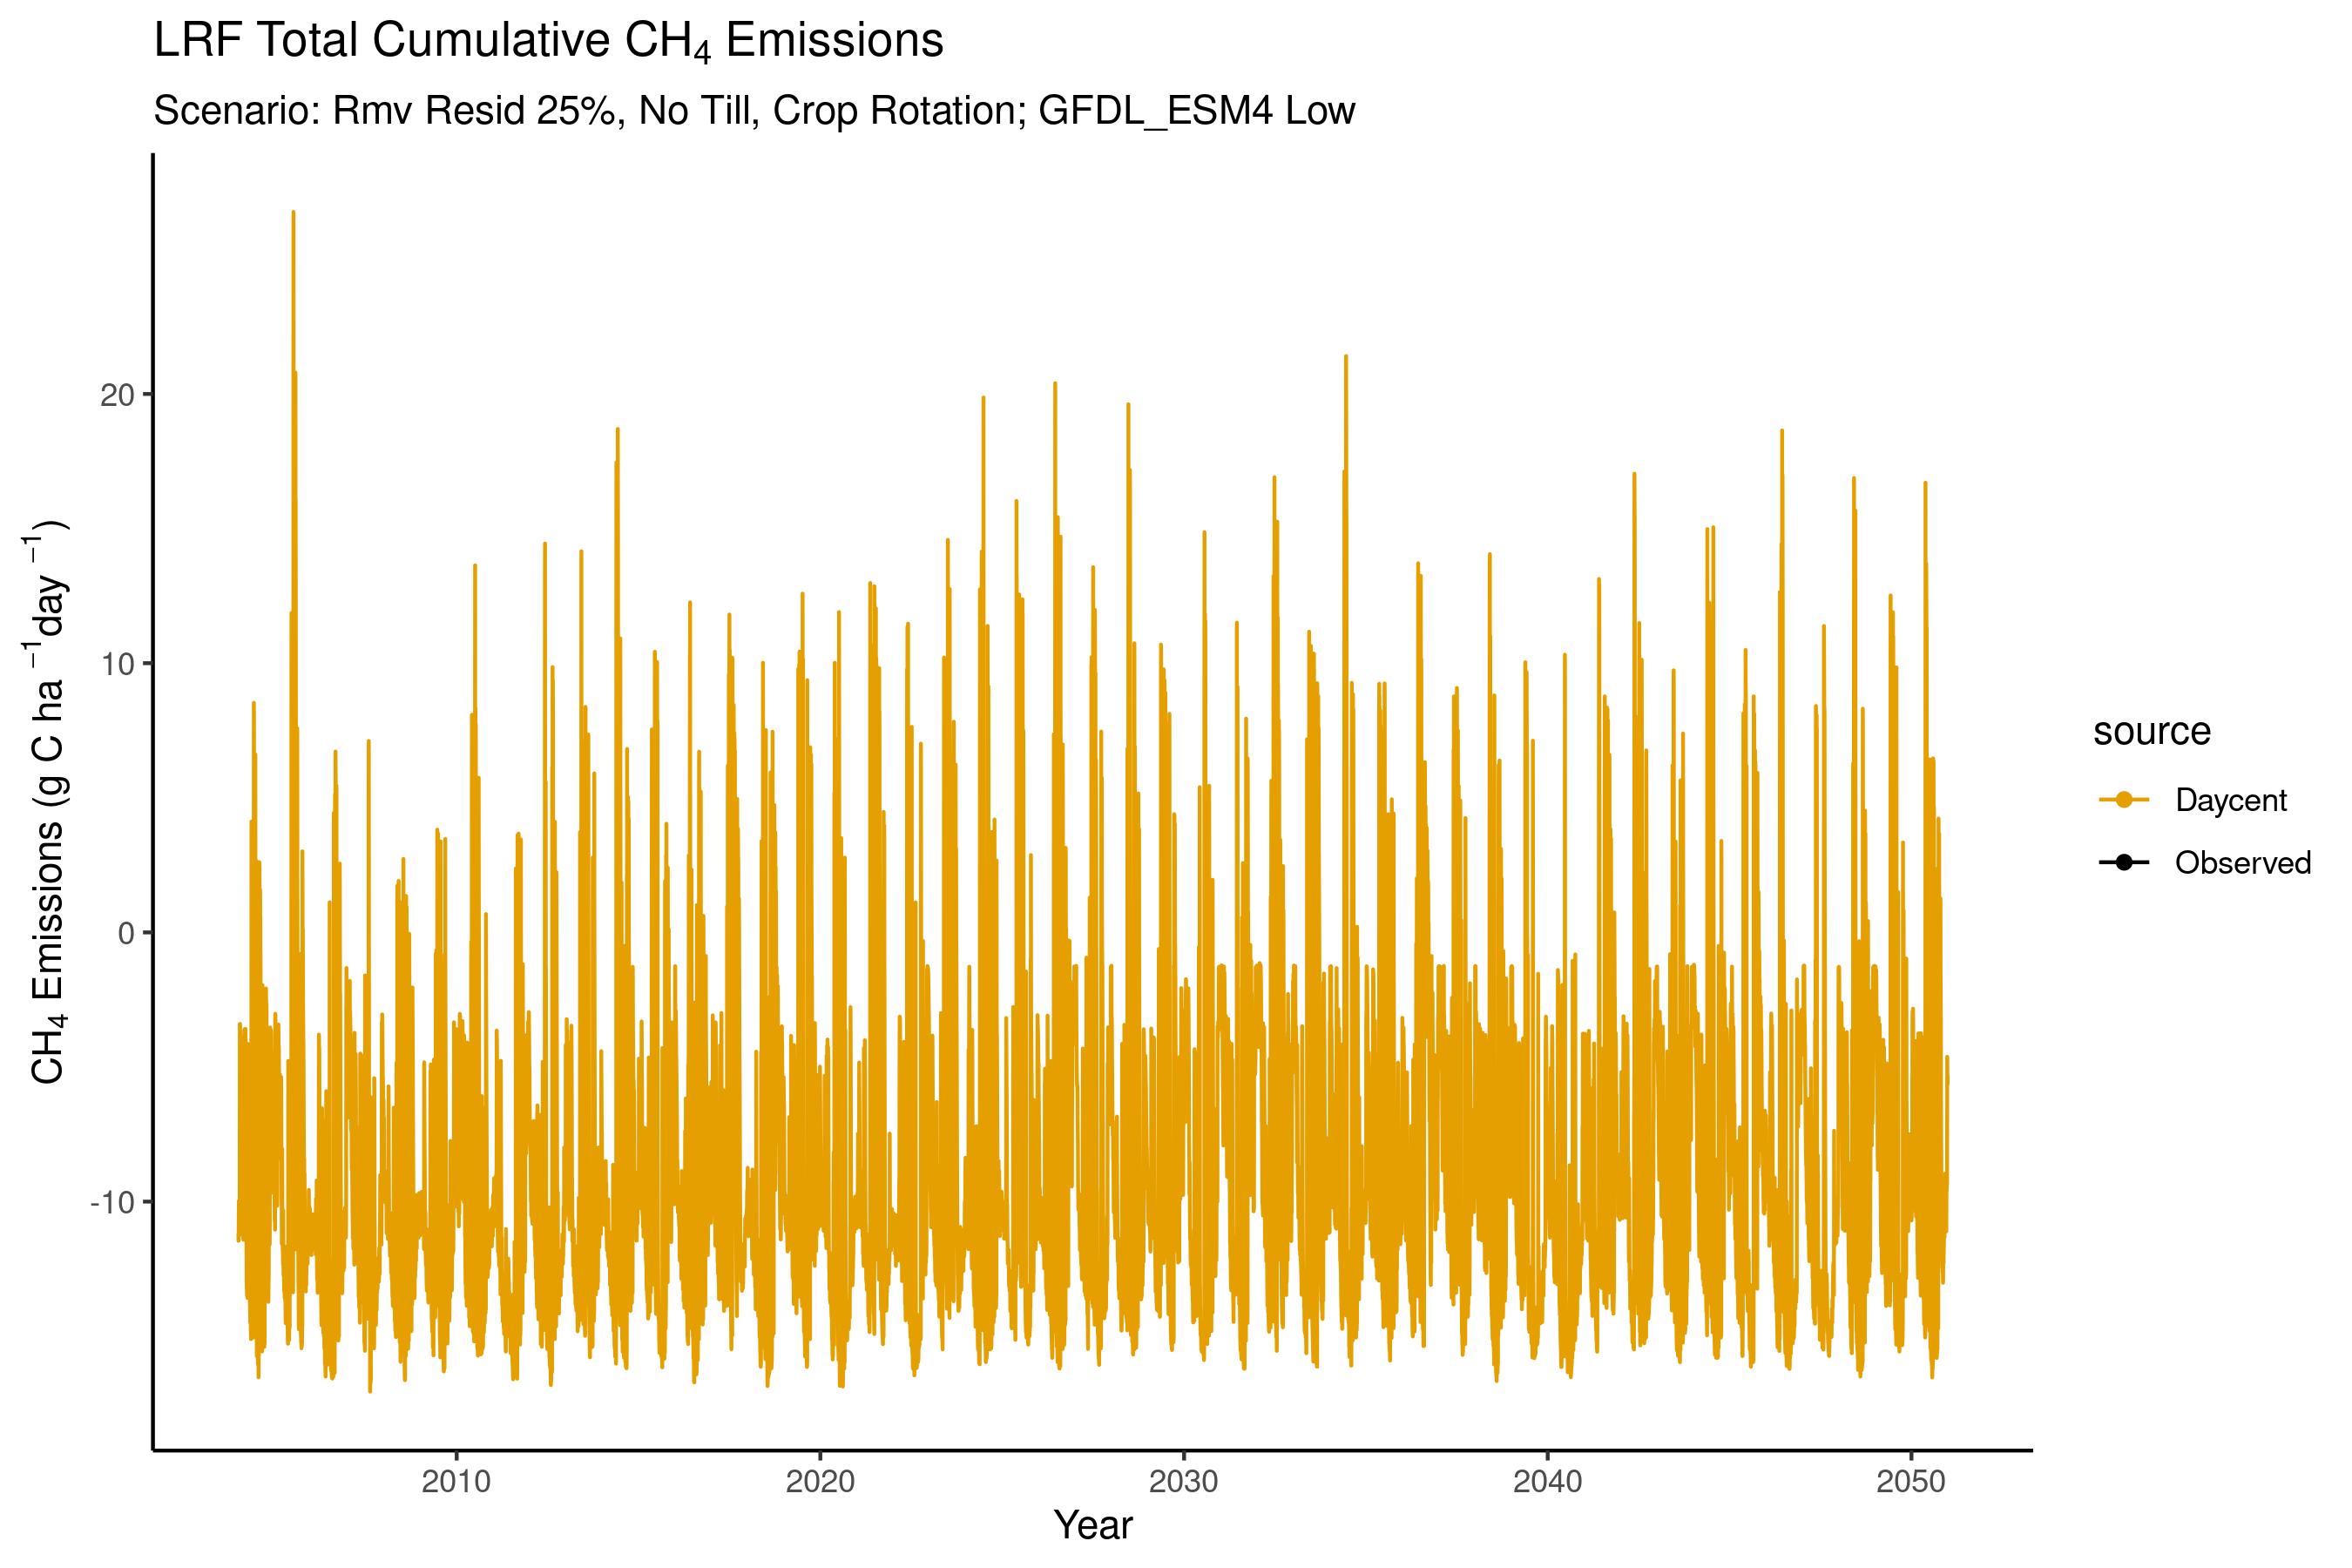 LRF Total Cumulative CH₄ Emissions
Scenario: Rmv Resid 25%, No Till, Crop Rotation; GFDL_ESM4 Low
CH₄ Emissions (g C ha ⁻¹day ⁻¹)
20
10
0
-10
2010
2020
2030
2040
2050
Year
source
Daycent
Observed